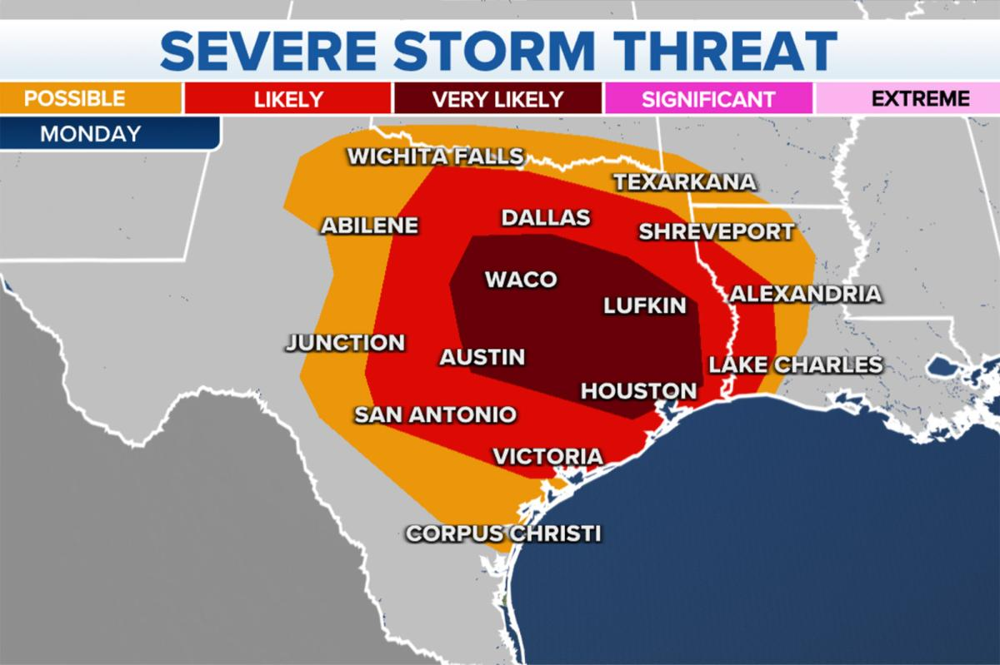 SEVERE STORM THREAT
POSSIBLE
LIKELY
VERY LIKELY
SIGNIFICANT
EXTREME
MONDAY
WICHITA FALLS
TEXARKANA
ABILENE
DALLAS
SHREVEPORT
WACO
LUFKIN
ALEXANDRIA
JUNCTION
AUSTIN
LAKE CHARLES
HOUSTON
SAN ANTONIO
VICTORIA
CORPUS CHRISTI